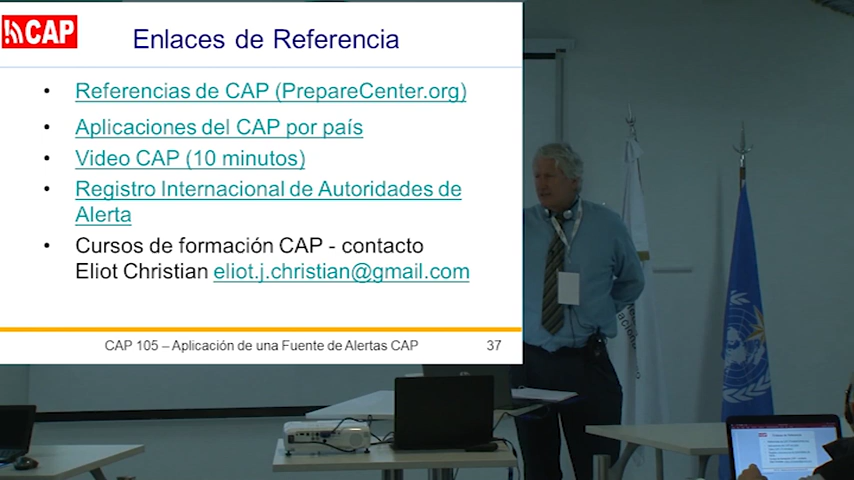 CAP
Enlaces de Referencia
• Referencias de CAP (PrepareCenter.org)
• Aplicaciones del CAP por país
• Video CAP (10 minutos)
• Registro Internacional de Autoridades de
Alerta
• Cursos de formación CAP - contacto
Eliot Christian eliot.j.christian@gmail.com
CAP 105 – Aplicación de una Fuente de Alertas CAP 37